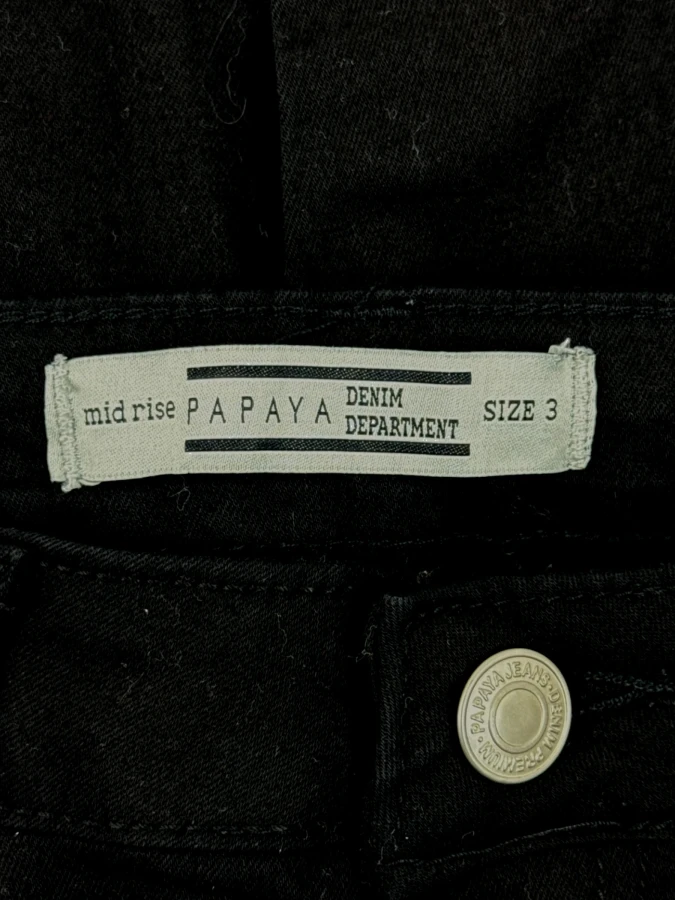 mid rise
PAPAYA
DENIM
DEPARTMENT
SIZE 3
PAPAYA JEANS · DENIM PREMIUM ·